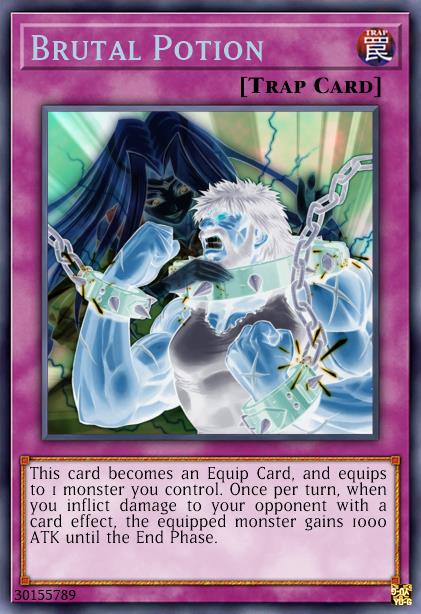 BRUTAL POTION
TRAP
罠
[TRAP CARD]
This card becomes an Equip Card, and equips
to 1 monster you control. Once per turn, when
you inflict damage to your opponent with a
card effect, the equipped monster gains 1000
ATK until the End Phase.
30155789